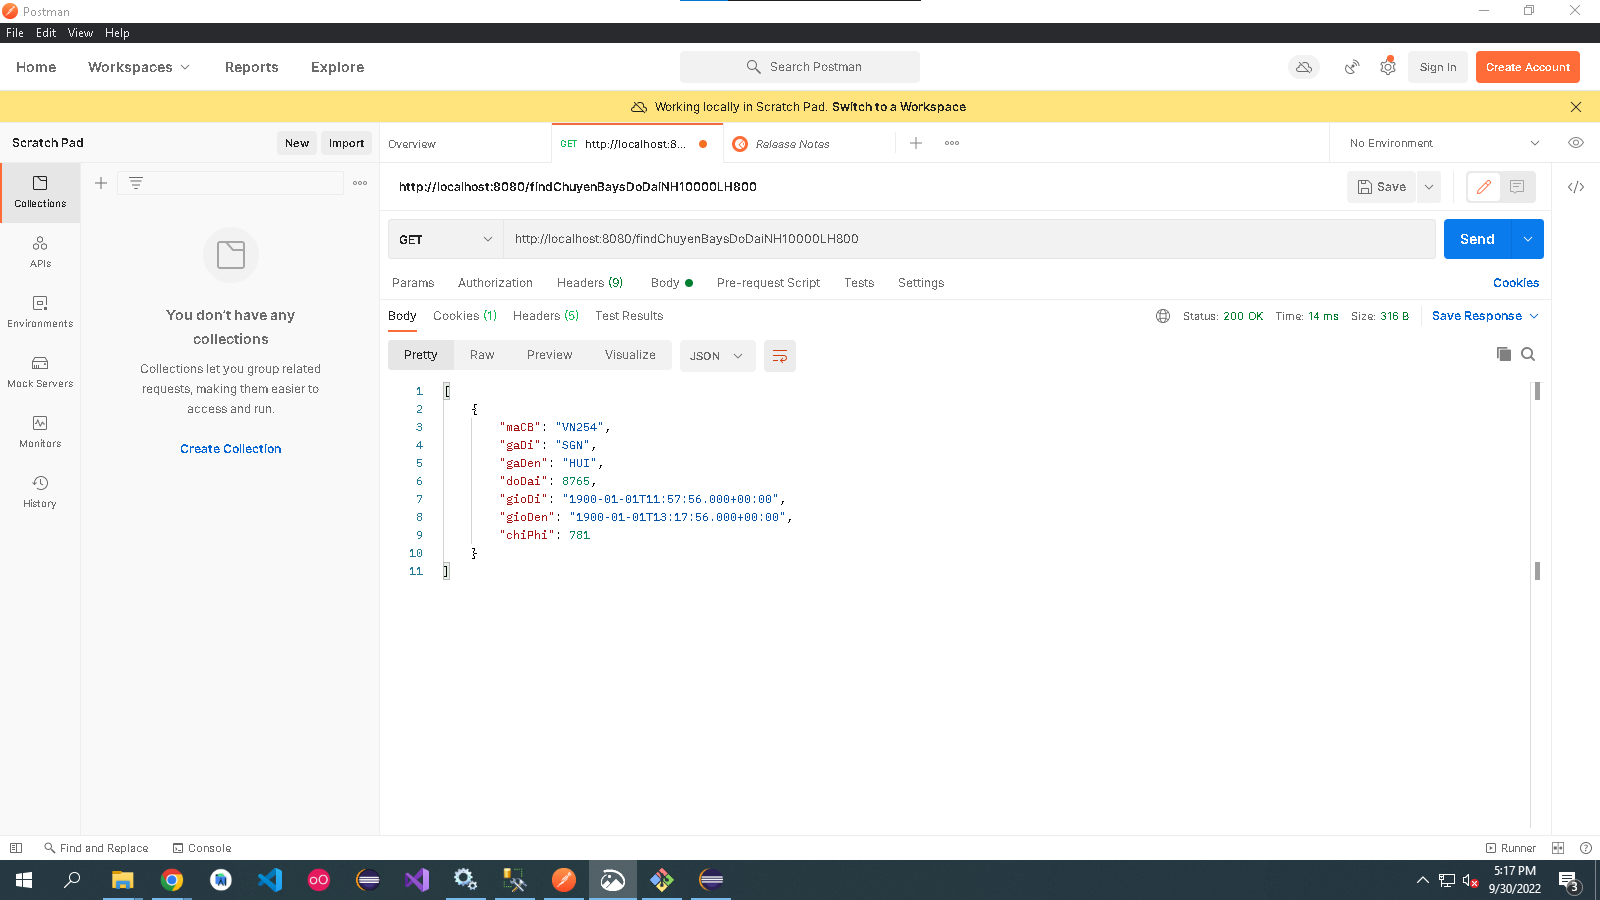 Postman
File Edit View Help
Home Workspaces Reports Explore Search Postman Sign In Create Account
Working locally in Scratch Pad. Switch to a Workspace
Scratch Pad New Import Overview GET http://localhost:8... Release Notes No Environment
http://localhost:8080/findChuyenBaysDoDaiNH10000LH800 Save
Collections
GET http://localhost:8080/findChuyenBaysDoDaiNH10000LH800 Send
APIs
Params Authorization Headers (9) Body Pre-request Script Tests Settings Cookies
Body Cookies (1) Headers (5) Test Results Status: 200 OK Time: 14 ms Size: 316 B Save Response
Environments
You don't have any
collections
Pretty Raw Preview Visualize JSON
Collections let you group related
requests, making them easier to
access and run.
Mock Servers
Create Collection
Monitors
History
1 [
2 {
3 "maCB": "VN254",
4 "gaDi": "SGN",
5 "gaDen": "HUI",
6 "doDai": 8765,
7 "gioDi": "1900-01-01T11:57:56.000+00:00",
8 "gioDen": "1900-01-01T13:17:56.000+00:00",
9 "chiPhi": 781
10 }
11 ]
Find and Replace Console Runner
5:17 PM
9/30/2022
3